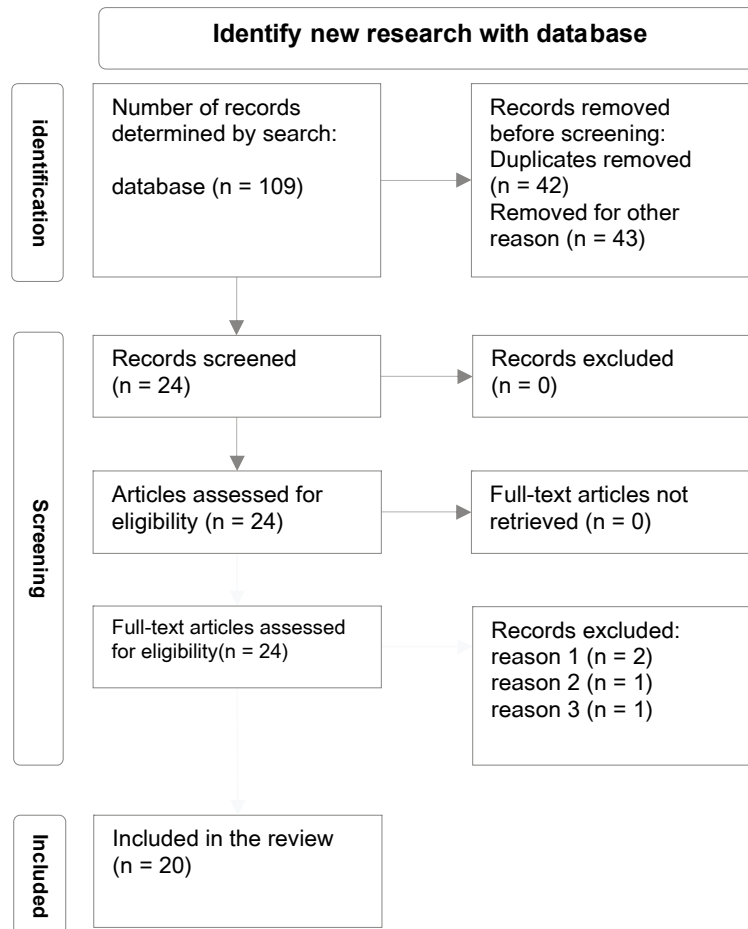 Identify new research with database
identification
Number of records
determined by search:
database (n = 109)
Records removed
before screening:
Duplicates removed
(n = 42)
Removed for other
reason (n = 43)
Screening
Records screened
(n = 24)
Records excluded
(n = 0)
Articles assessed for
eligibility (n = 24)
Full-text articles not
retrieved (n = 0)
Full-text articles assessed
for eligibility(n = 24)
Records excluded:
reason 1 (n = 2)
reason 2 (n = 1)
reason 3 (n = 1)
Included
Included in the review
(n = 20)